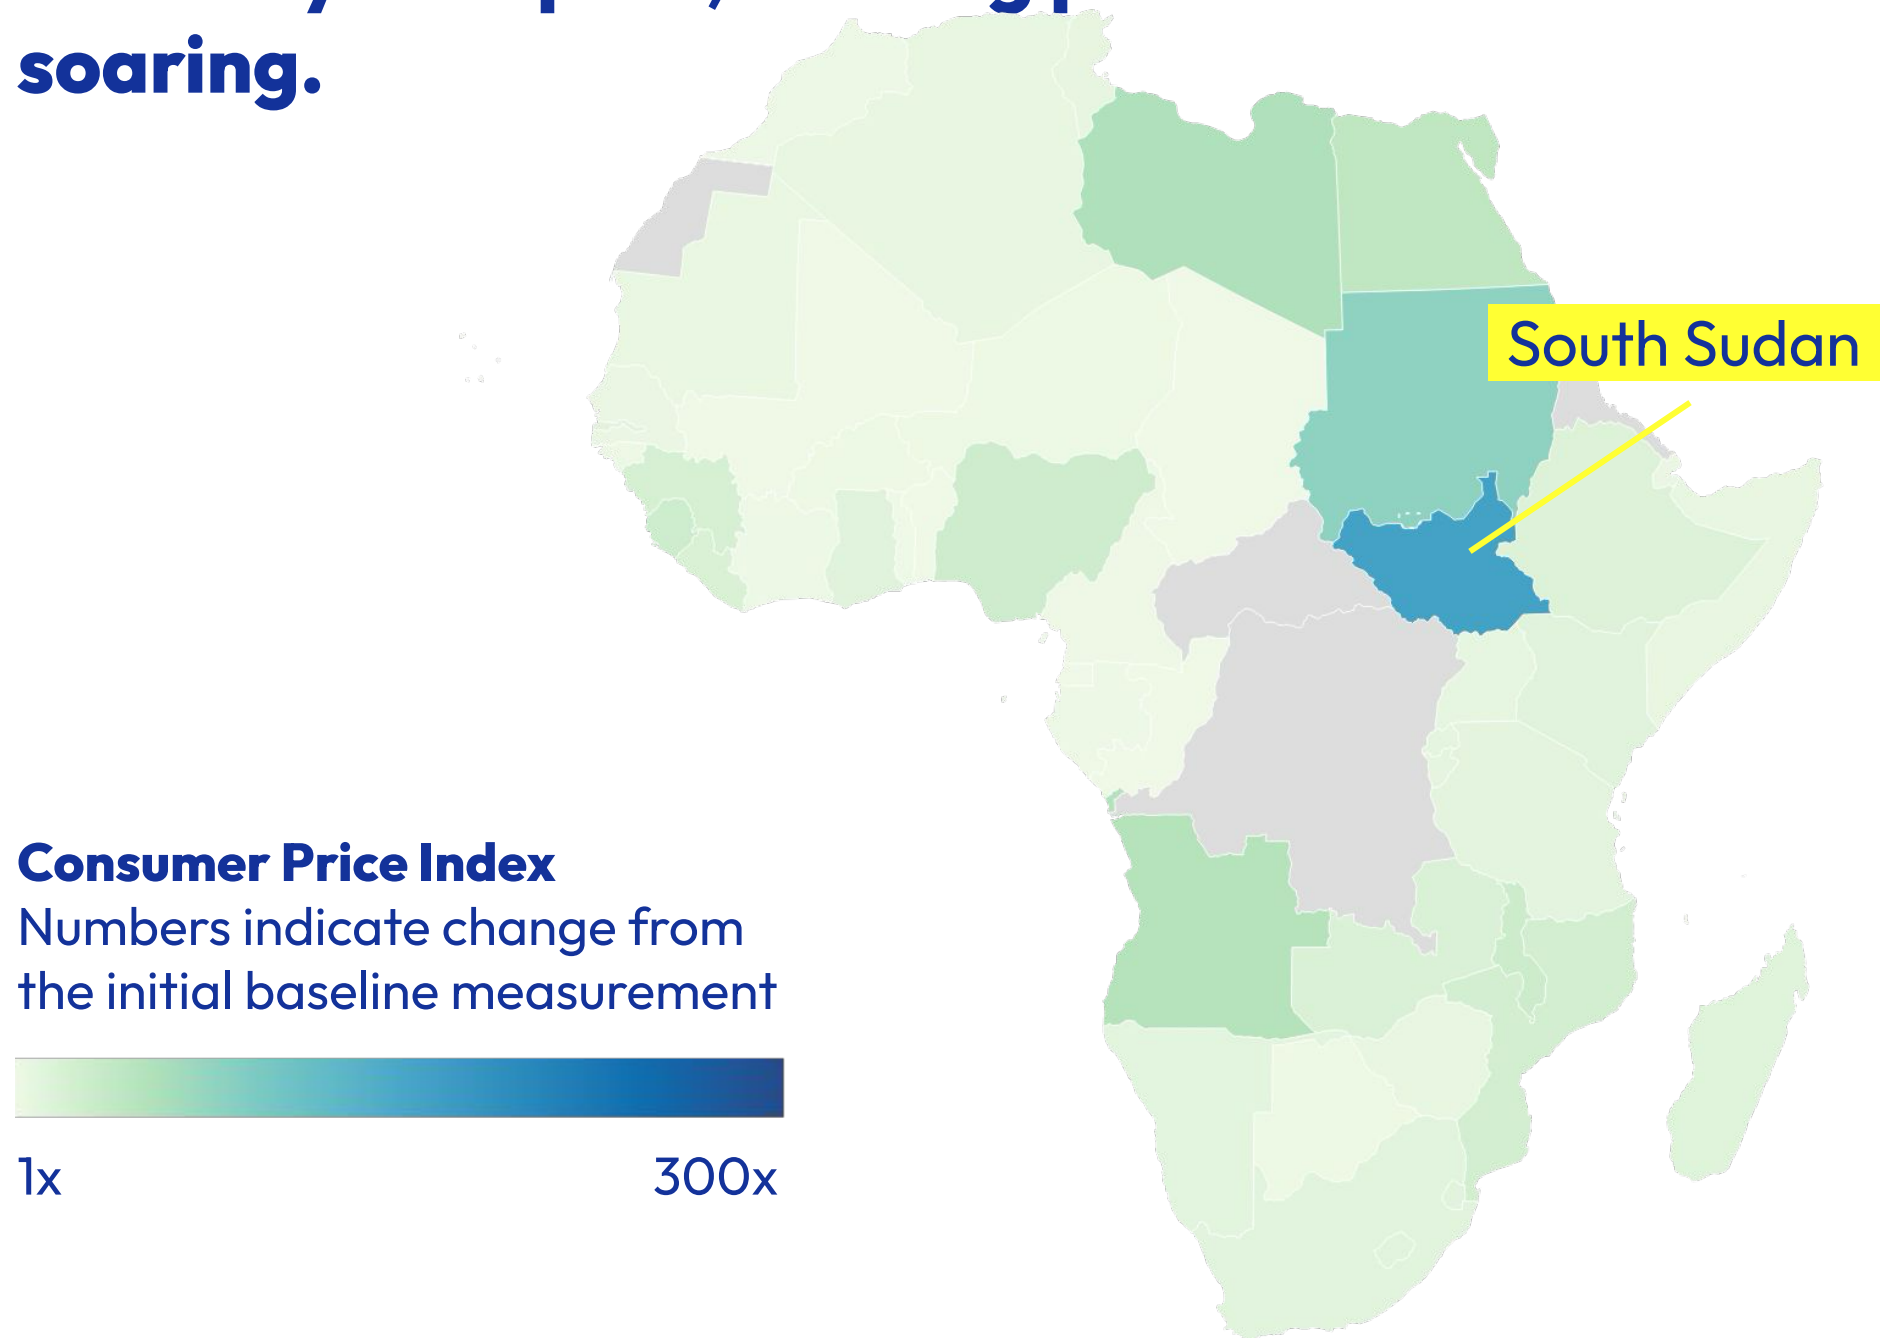 soaring.
South Sudan
Consumer Price Index
Numbers indicate change from
the initial baseline measurement
1x
300x